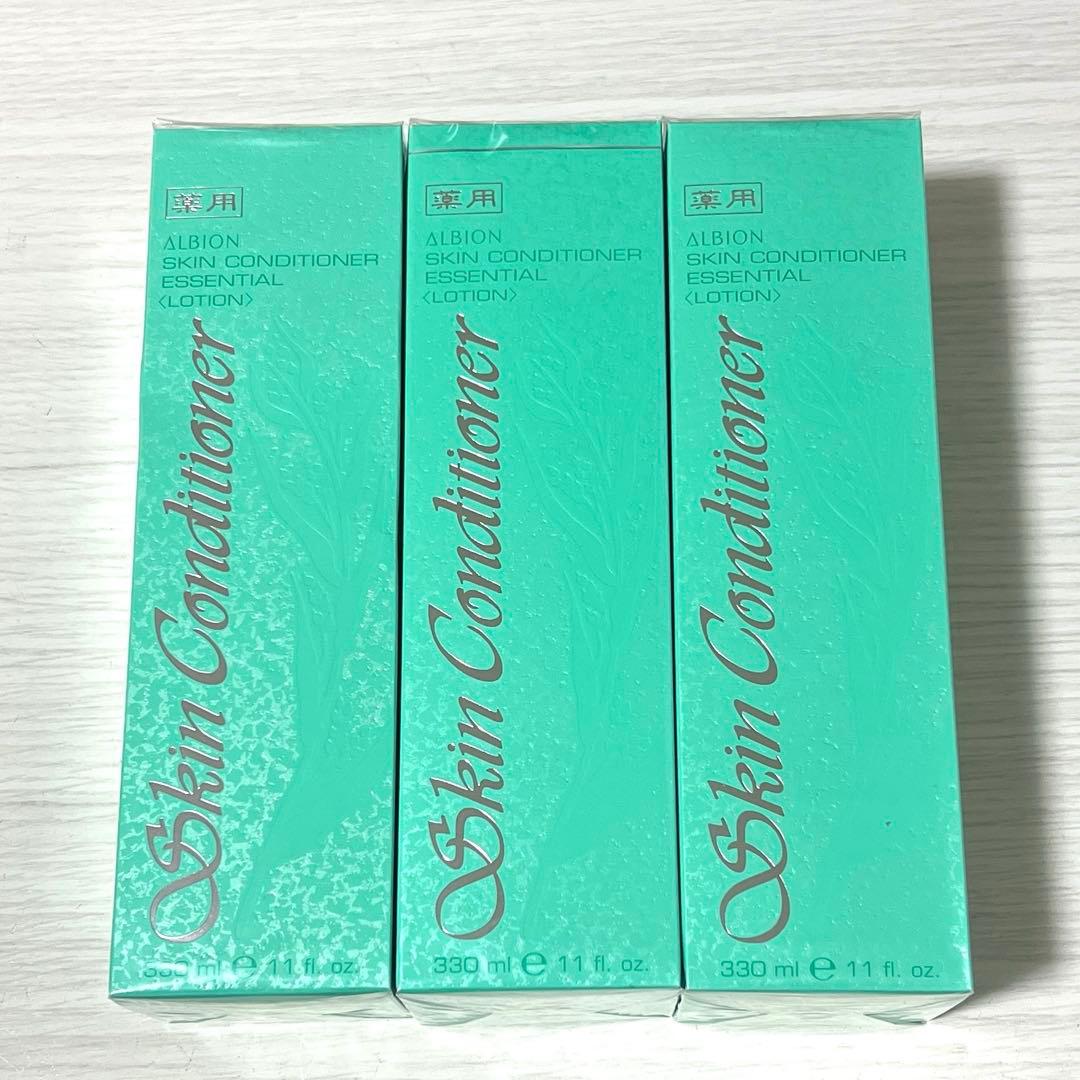 薬用
ALBION
SKIN CONDITIONER
ESSENTIAL
〈LOTION〉
Skin Conditioner
330 ml e 11 fl. oz.
薬用
ALBION
SKIN CONDITIONER
ESSENTIAL
〈LOTION〉
Skin Conditioner
330 ml e 11 fl. oz.
薬用
ALBION
SKIN CONDITIONER
ESSENTIAL
〈LOTION〉
Skin Conditioner
330 ml e 11 fl. oz.